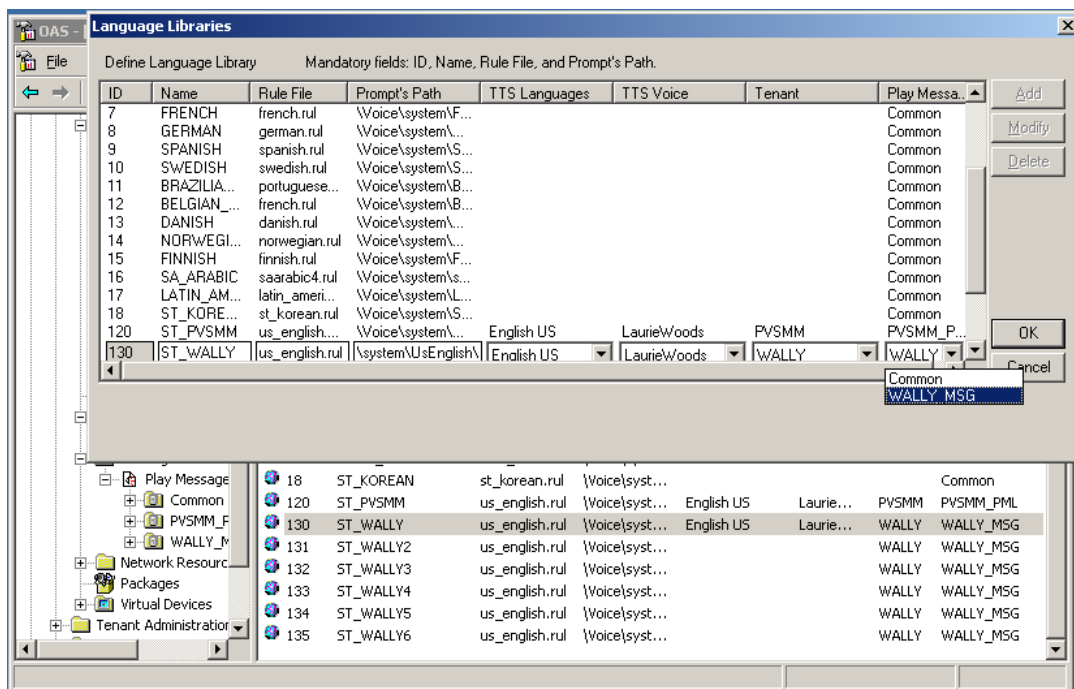 OAS -
Language Libraries
File
Define Language Library Mandatory fields: ID, Name, Rule File, and Prompt's Path.
ID Name Rule File Prompt's Path TTS Languages TTS Voice Tenant Play Messa...
Add
7 FRENCH french.rul \Voice\system\F... Common
8 GERMAN german.rul \Voice\system\... Common
Modify
9 SPANISH spanish.rul \Voice\system\S... Common
10 SWEDISH swedish.rul \Voice\system\S... Common
Delete
11 BRAZILIA... portuguese... \Voice\system\B... Common
12 BELGIAN_... french.rul \Voice\system\B... Common
13 DANISH danish.rul \Voice\system\... Common
14 NORWEGI... norwegian.rul \Voice\system\... Common
15 FINNISH finnish.rul \Voice\system\F... Common
16 SA_ARABIC saarabic4.rul \Voice\system\s... Common
17 LATIN_AM... latin_ameri... \Voice\system\L... Common
18 ST_KORE... st_korean.rul \Voice\system\S... Common
120 ST_PVSMM us_english.... \Voice\system\... English US LaurieWoods PVSMM PVSMM_P...
OK
130 ST_WALLY us_english.rul \system\UsEnglish\ English US LaurieWoods WALLY WALLY
Cancel
Common
WALLY_MSG
Play Message
18 ST_KOREAN st_korean.rul \Voice\syst... Common
Common
120 ST_PVSMM us_english.rul \Voice\syst... English US Laurie... PVSMM PVSMM_PML
PVSMM_P
130 ST_WALLY us_english.rul \Voice\syst... English US Laurie... WALLY WALLY_MSG
WALLY_M
131 ST_WALLY2 us_english.rul \Voice\syst... WALLY WALLY_MSG
Network Resourc
132 ST_WALLY3 us_english.rul \Voice\syst... WALLY WALLY_MSG
Packages
133 ST_WALLY4 us_english.rul \Voice\syst... WALLY WALLY_MSG
Virtual Devices
134 ST_WALLY5 us_english.rul \Voice\syst... WALLY WALLY_MSG
Tenant Administration
135 ST_WALLY6 us_english.rul \Voice\syst... WALLY WALLY_MSG